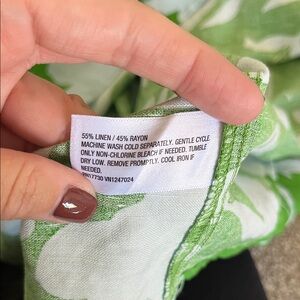 55% LINEN / 45% RAYON
MACHINE WASH COLD SEPARATELY. GENTLE CYCLE
ONLY NON-CHLORINE BLEACH IF NEEDED. TUMBLE
DRY LOW. REMOVE PROMPTLY. COOL IRON IF
NEEDED.
VN1247024